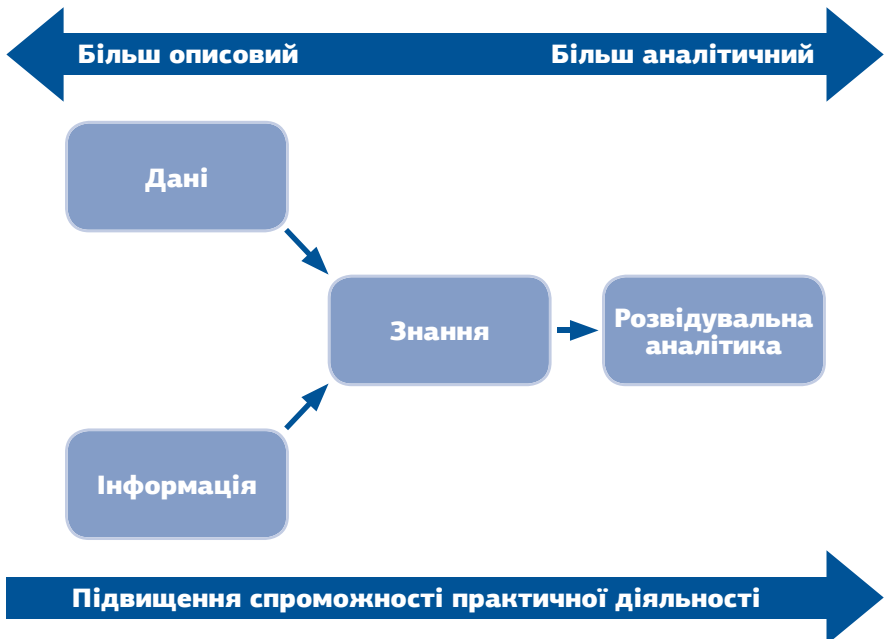 Більш описовий
Більш аналітичний
Дані
Знання
Розвідувальна
аналітика
Інформація
Підвищення спроможності практичної діяльності